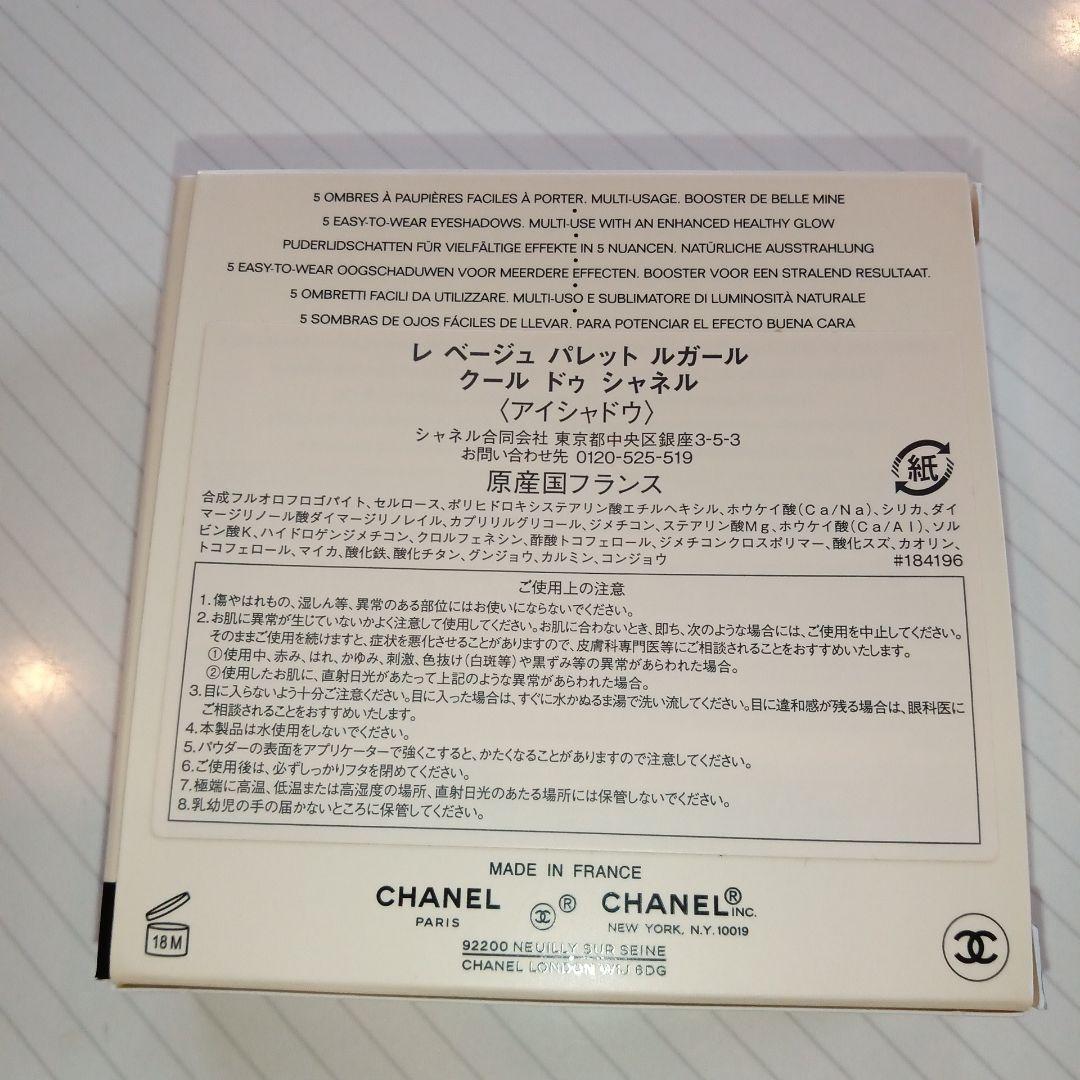 5 OMBRES À PAUPIÈRES FACILES À PORTER. MULTI-USAGE. BOOSTER DE BELLE MINE
5 EASY-TO-WEAR EYESHADOWS. MULTI-USE WITH AN ENHANCED HEALTHY GLOW
PUDERLIDSCHATTEN FÜR VIELFÄLTIGE EFFEKTE IN 5 NUANCEN. NATÜRLICHE AUSSTRAHLUNG
5 EASY-TO-WEAR OOGSCHADUWEN VOOR MEERDERE EFFECTEN. BOOSTER VOOR EEN STRALEND RESULTAAT.
5 OMBRETTI FACILI DA UTILIZZARE. MULTI-USO E SUBLIMATORE DI LUMINOSITÀ NATURALE
5 SOMBRAS DE OJOS FÁCILES DE LLEVAR. PARA POTENCIAR EL EFECTO BUENA CARA
レ ベージュ パレット ルガール
クール ドゥ シャネル
〈アイシャドウ〉
シャネル合同会社 東京都中央区銀座3-5-3
お問い合わせ先 0120-525-519
原産国フランス
紙
合成フルオロフロゴパイト、セルロース、ポリヒドロキシステアリン酸エチルヘキシル、ホウケイ酸(Ca/Na)、シリカ、ダイ
マージリノール酸ダイマージリノレイル、カプリリルグリコール、ジメチコン、ステアリン酸Mg、ホウケイ酸(Ca/Al)、ソル
ビン酸K、ハイドロゲンジメチコン、クロルフェネシン、酢酸トコフェロール、ジメチコンクロスポリマー、酸化スズ、カオリン、
トコフェロール、マイカ、酸化鉄、酸化チタン、グンジョウ、カルミン、コンジョウ
#184196
ご使用上の注意
1.傷やはれもの、湿しん等、異常のある部位にはお使いにならないでください。
2.お肌に異常が生じていないかよく注意して使用してください。お肌に合わないとき、即ち、次のような場合には、ご使用を中止してください。
そのままご使用を続けますと、症状を悪化させることがありますので、皮膚科専門医等にご相談されることをおすすめいたします。
①使用中、赤み、はれ、かゆみ、刺激、色抜け(白斑等)や黒ずみ等の異常があらわれた場合。
②使用したお肌に、直射日光があたって上記のような異常があらわれた場合。
3.目に入らないよう十分ご注意ください。目に入った場合は、すぐに水かぬるま湯で洗い流してください。目に違和感が残る場合は、眼科医に
ご相談されることをおすすめいたします。
4.本製品は水使用をしないでください。
5.パウダーの表面をアプリケーターで強くこすると、かたくなることがありますので注意してください。
6.ご使用後は、必ずしっかりフタを閉めてください。
7.極端に高温、低温または高湿度の場所、直射日光のあたる場所には保管しないでください。
8.乳幼児の手の届かないところに保管してください。
MADE IN FRANCE
CHANEL ® CHANEL®INC.
PARIS NEW YORK, N.Y. 10019
18M
92200 NEUILLY SUR SEINE
CHANEL LONDON W1J 6DG